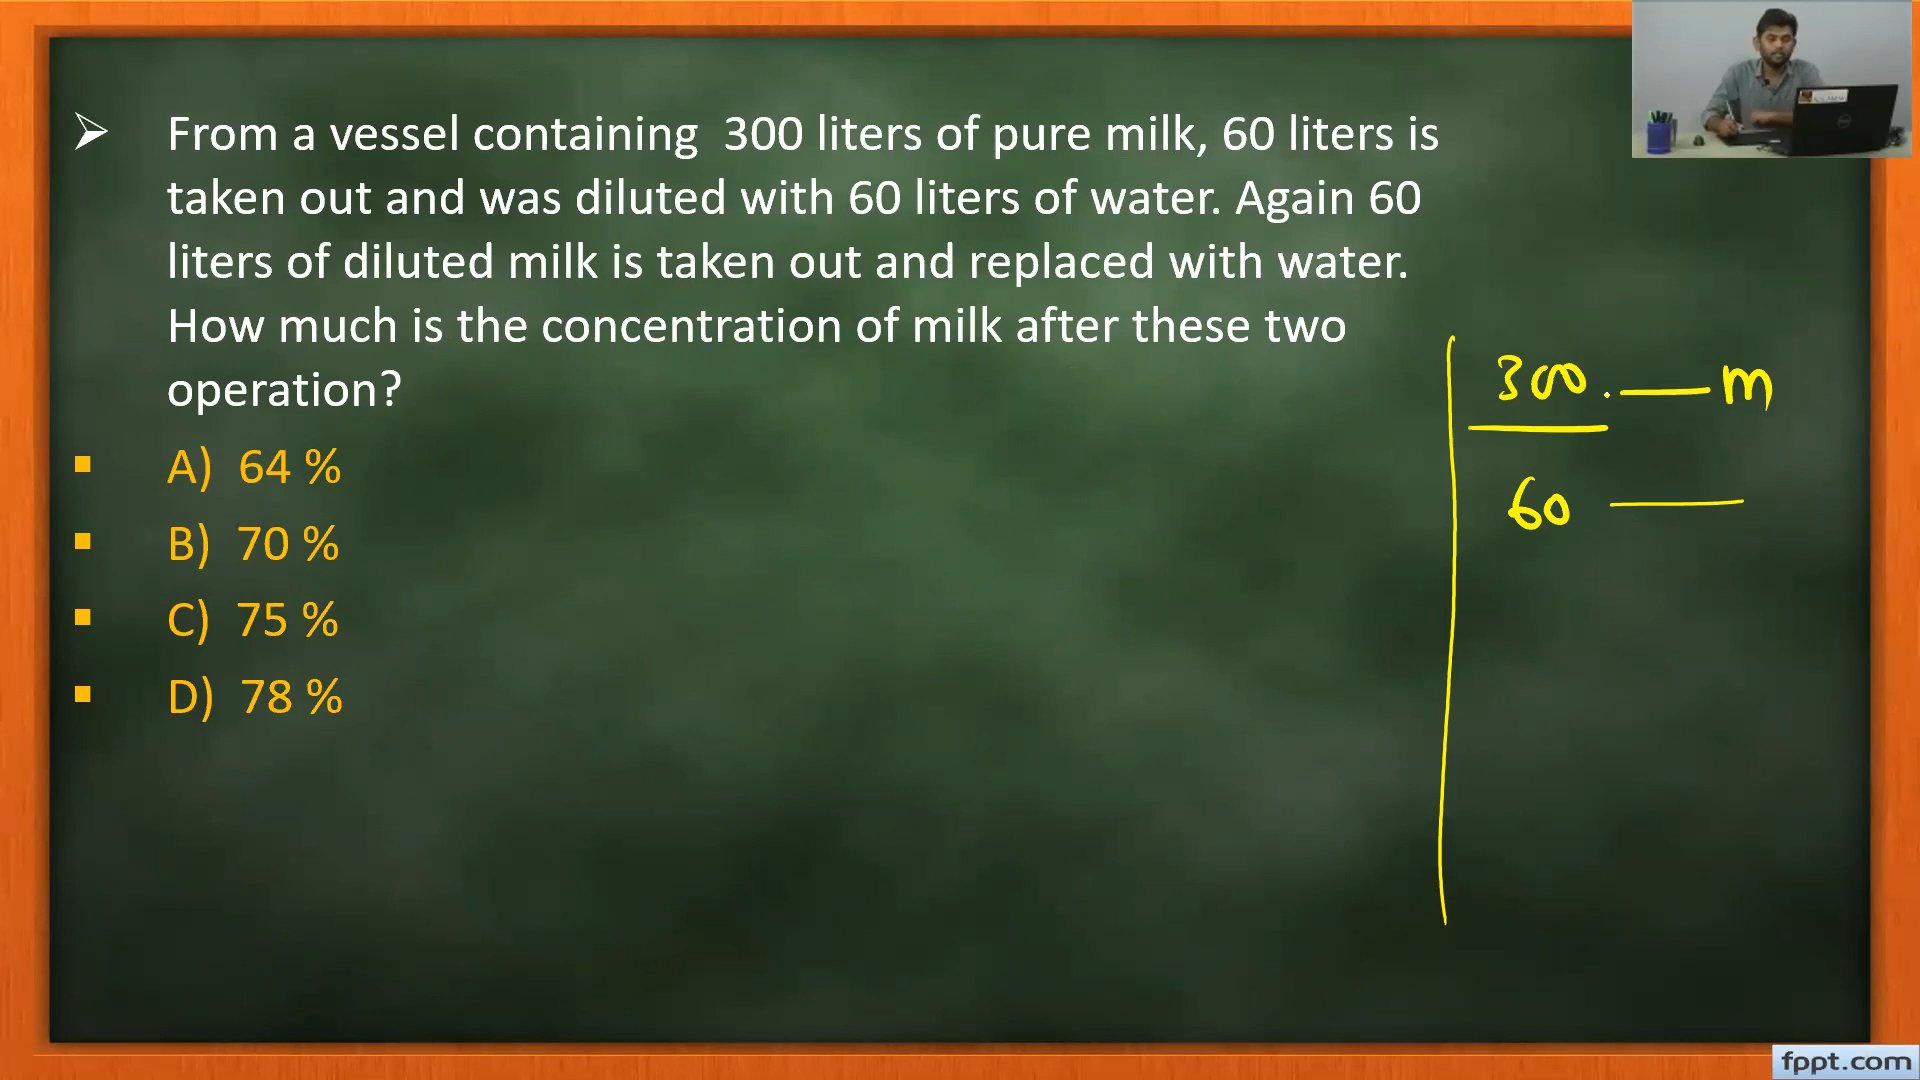 From a vessel containing 300 liters of pure milk, 60 liters is
taken out and was diluted with 60 liters of water. Again 60
liters of diluted milk is taken out and replaced with water.
How much is the concentration of milk after these two
operation?
A) 64 %
B) 70 %
C) 75 %
D) 78 %
300. — m
60 —
fppt.com